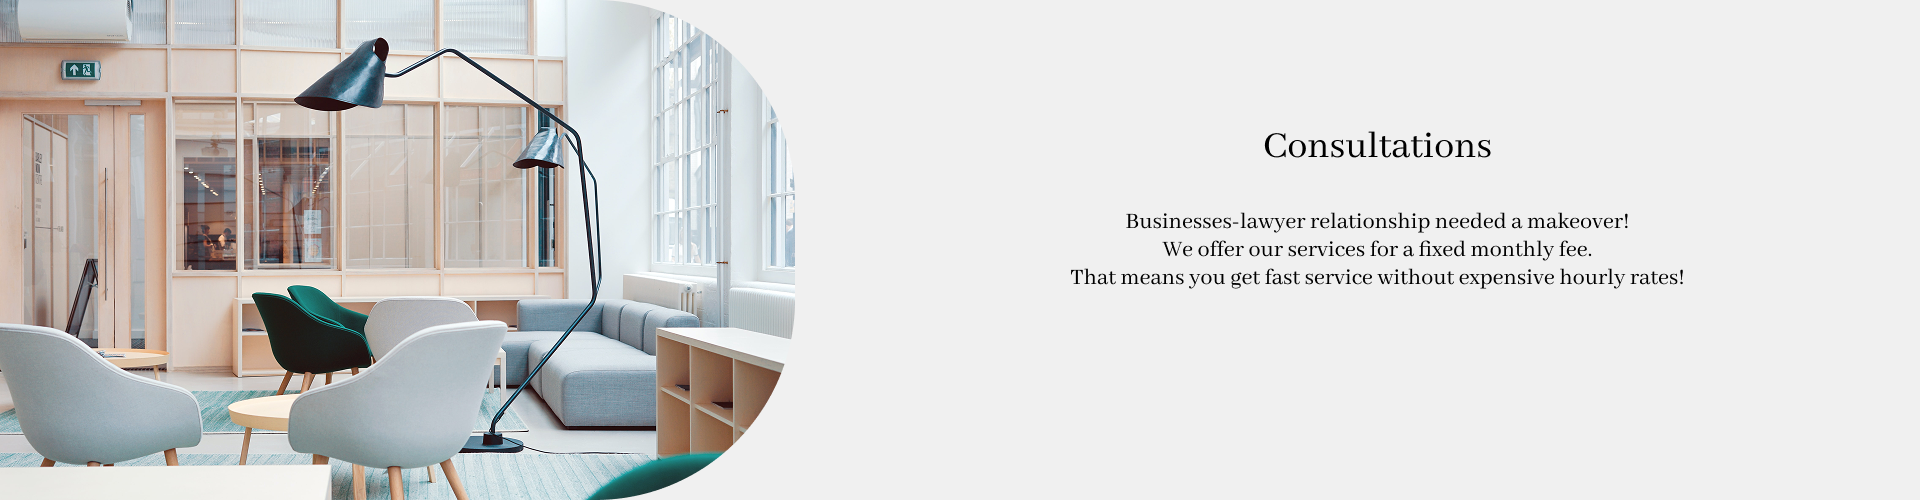 Consultations
Businesses-lawyer relationship needed a makeover!
We offer our services for a fixed monthly fee.
That means you get fast service without expensive hourly rates!